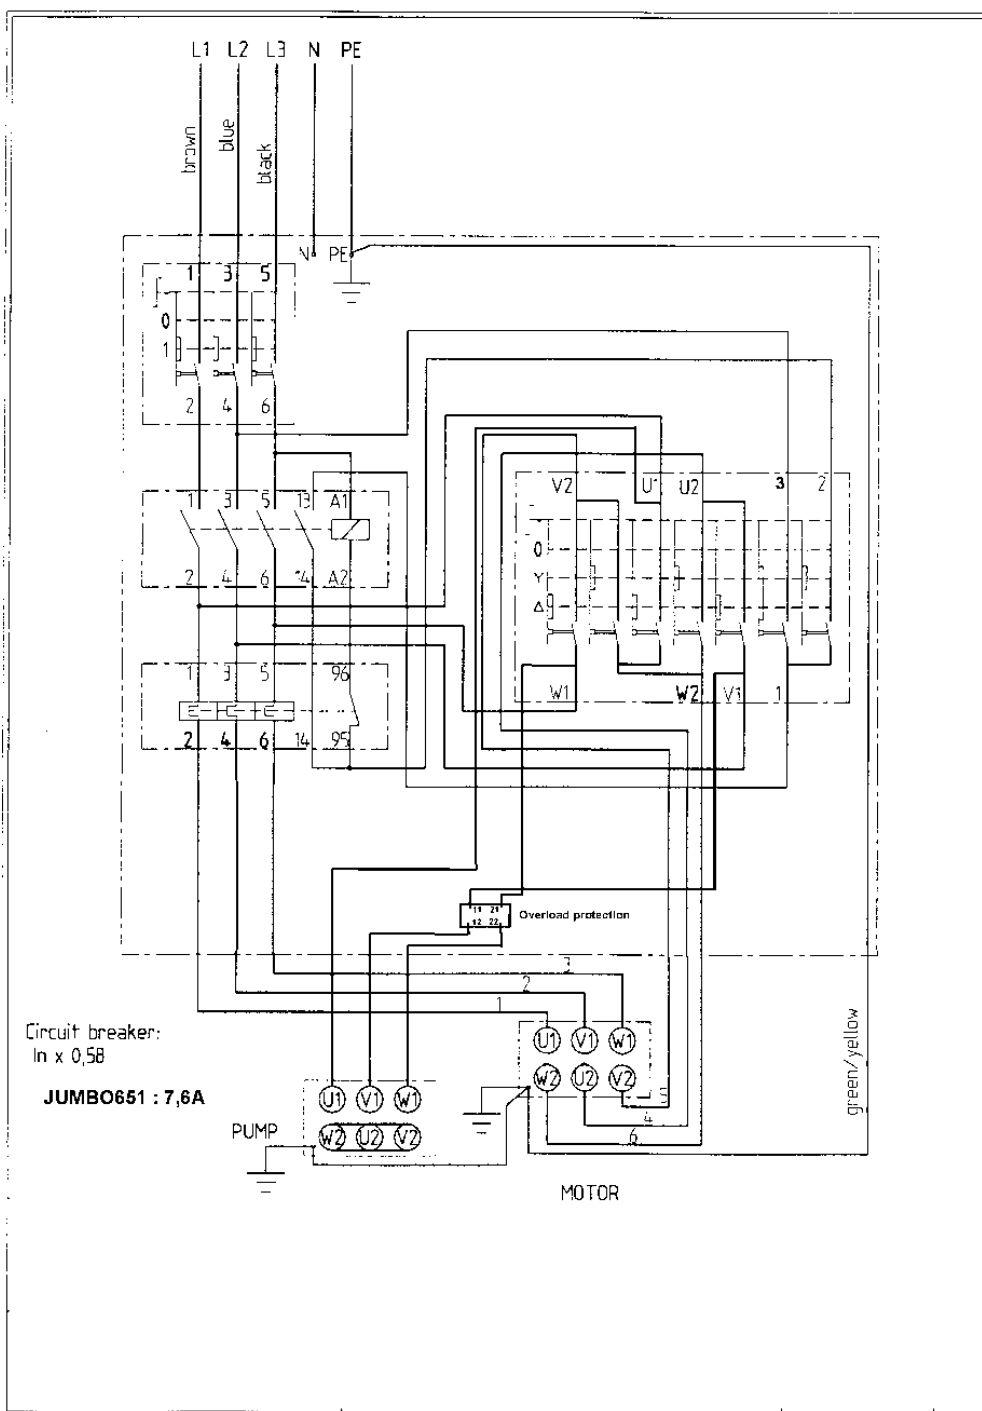 L1 L2 L3 N PE
brown
blue
black
N PE
1 3 5
0
1
2 4 6
1 3 5 13 A1
2 4 6 14 A2
V2 U1 U2 3 2
0
Y
Δ
W1 W2 V1 1
1 3 5 96
2 4 6 14 95
11 21
12 22
Overload protection
3
2
1
Circuit breaker:
In x 0,58
JUMBO651 : 7,6A
U1 V1 W1
W2 U2 V2
5
4
6
green/yellow
U1 V1 W1
W2 U2 V2
PUMP
MOTOR